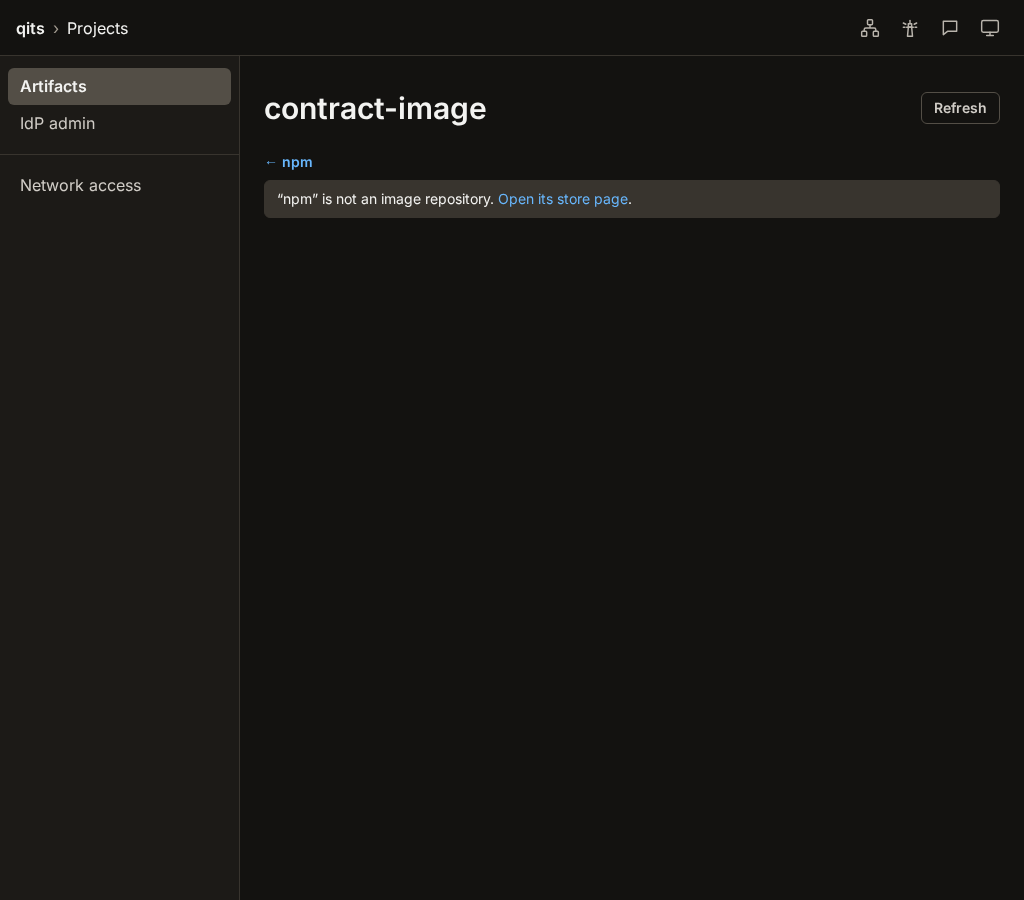 qits › Projects
Artifacts
IdP admin
Network access
contract-image
Refresh
← npm
“npm” is not an image repository. Open its store page.